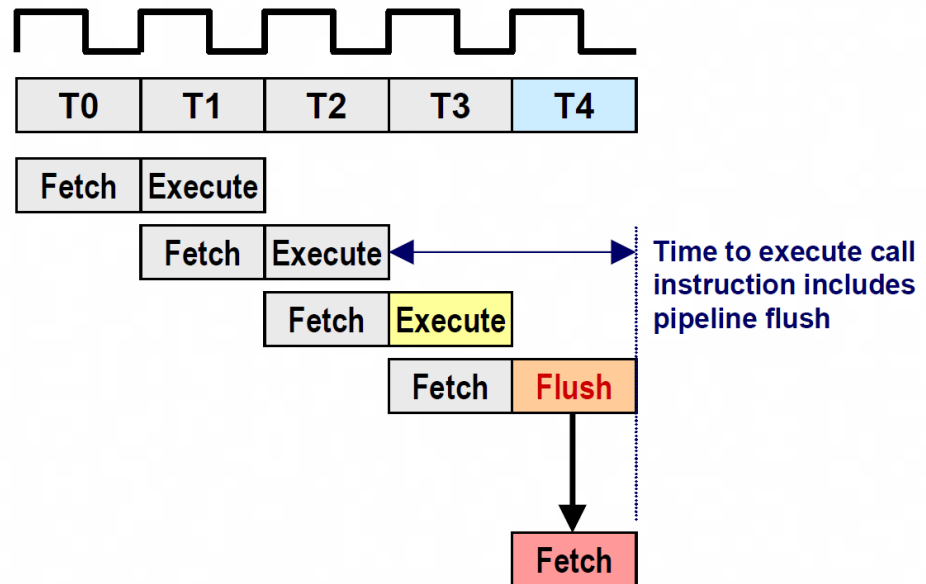 T0 T1 T2 T3 T4
Fetch Execute
Fetch Execute
Time to execute call
instruction includes
pipeline flush
Fetch Execute
Fetch Flush
Fetch